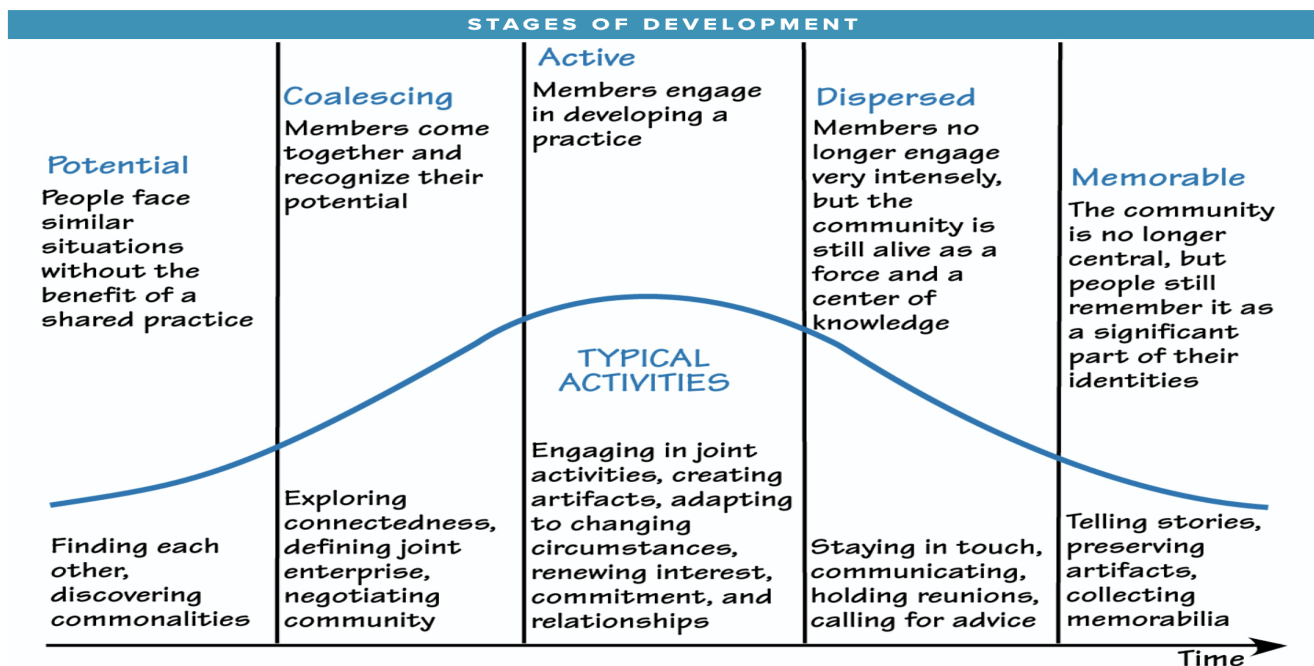 STAGES OF DEVELOPMENT
Potential
People face
similar
situations
without the
benefit of a
shared practice
Coalescing
Members come
together and
recognize their
potential
Active
Members engage
in developing a
practice
Dispersed
Members no
longer engage
very intensely,
but the
community is
still alive as a
force and a
center of
knowledge
Memorable
The community
is no longer
central, but
people still
remember it as
a significant
part of their
identities
TYPICAL
ACTIVITIES
Finding each
other,
discovering
commonalities
Exploring
connectedness,
defining joint
enterprise,
negotiating
community
Engaging in joint
activities, creating
artifacts, adapting
to changing
circumstances,
renewing interest,
commitment, and
relationships
Staying in touch,
communicating,
holding reunions,
calling for advice
Telling stories,
preserving
artifacts,
collecting
memorabilia
Time